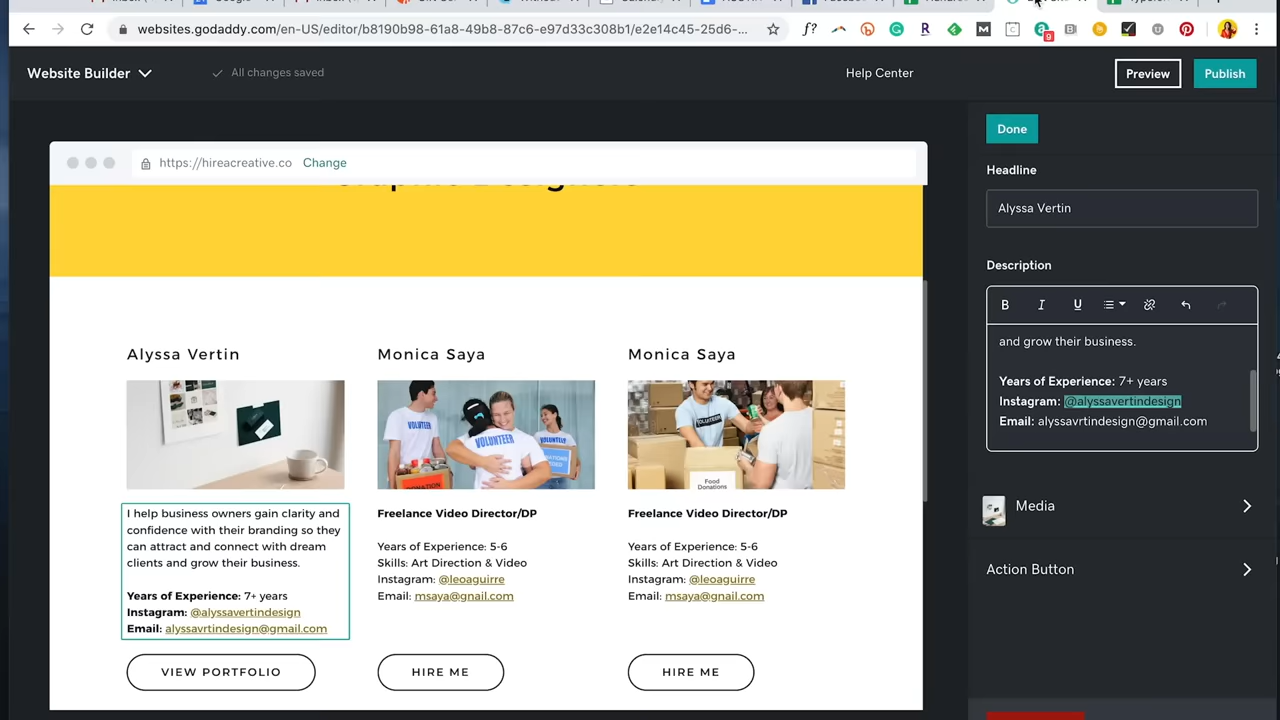 websites.godaddy.com/en-US/editor/b8190b98-61a8-49b8-87c6-e97d33c308b1/e2e14c45-25d6-...
Website Builder
All changes saved
Help Center
Preview
Publish
https://hireacreative.co Change
Alyssa Vertin
Monica Saya
Monica Saya
VOLUNTEER
VOLUNTEER
VOLUNTEER
Food
Donations
I help business owners gain clarity and
confidence with their branding so they
can attract and connect with dream
clients and grow their business.
Years of Experience: 7+ years
Instagram: @alyssavertindesign
Email: alyssavrtindesign@gmail.com
VIEW PORTFOLIO
Freelance Video Director/DP
Years of Experience: 5-6
Skills: Art Direction & Video
Instagram: @leoaguirre
Email: msaya@gnail.com
HIRE ME
Freelance Video Director/DP
Years of Experience: 5-6
Skills: Art Direction & Video
Instagram: @leoaguirre
Email: msaya@gnail.com
HIRE ME
Done
Headline
Alyssa Vertin
Description
B I U
and grow their business.
Years of Experience: 7+ years
Instagram: @alyssavertindesign
Email: alyssavrtindesign@gmail.com
Media
Action Button